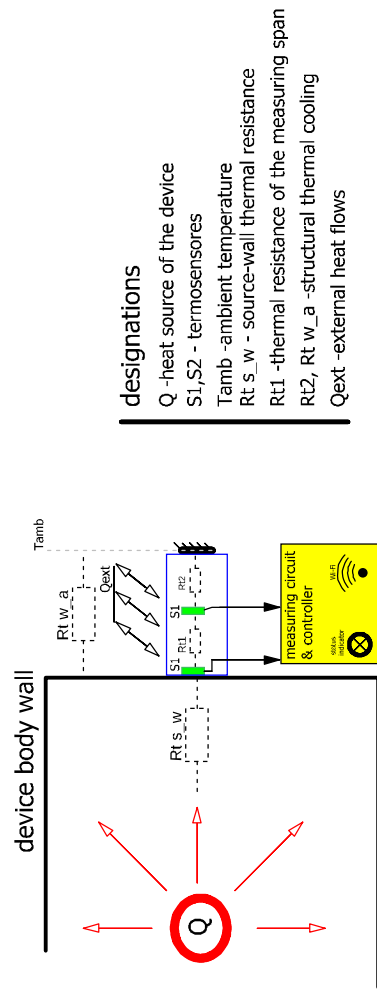 device body wall
Q
Rt s_w
Rt w_a
Tamb
Qext
S1
Rt1
S1
Rt2
measuring circuit
& controller
status
indicator
Wi-Fi
designations
Q -heat source of the device
S1,S2 - termosensores
Tamb -ambient temperature
Rt s_w - source-wall thermal resistance
Rt1 -thermal resistance of the measuring span
Rt2, Rt w_a -structural thermal cooling
Qext -external heat flows